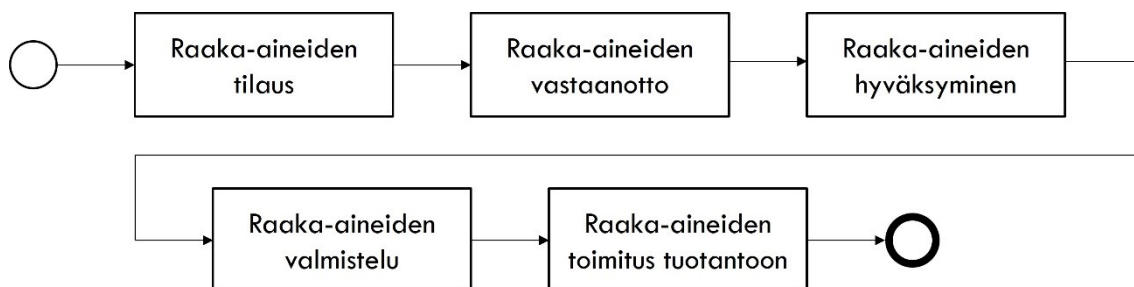 Raaka-aineiden
tilaus
Raaka-aineiden
vastaanotto
Raaka-aineiden
hyväksyminen
Raaka-aineiden
valmistelu
Raaka-aineiden
toimitus tuotantoon